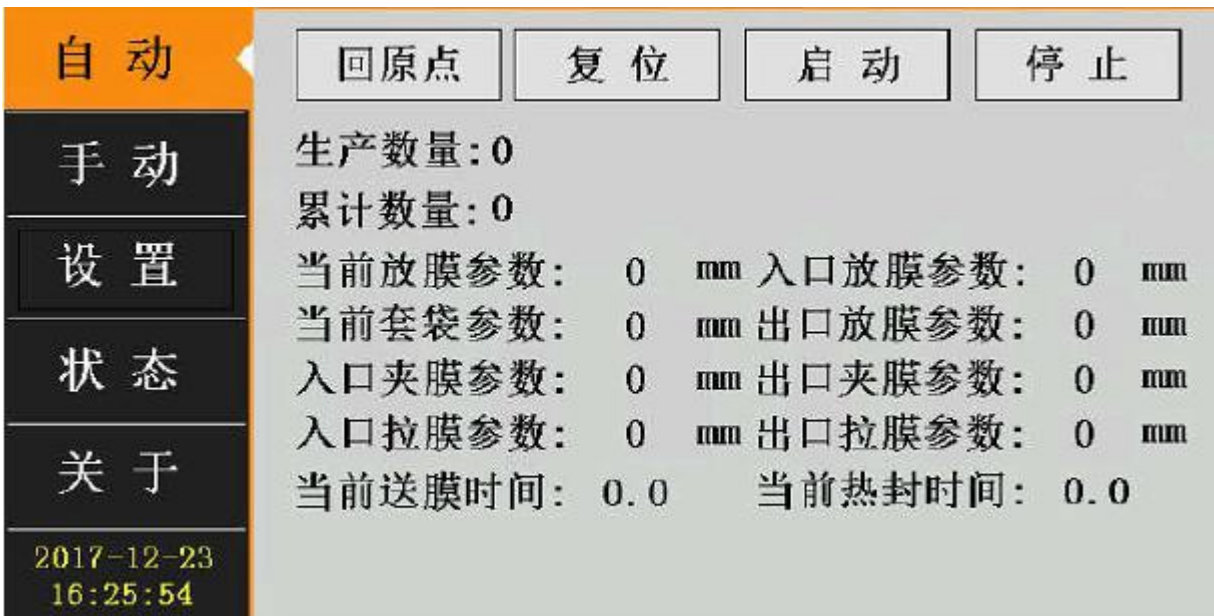 自动
手动
设置
状态
关于
2017-12-23
16:25:54
回原点 复位 启动 停止
生产数量:0
累计数量:0
当前放膜参数: 0 mm 入口放膜参数: 0 mm
当前套袋参数: 0 mm 出口放膜参数: 0 mm
入口夹膜参数: 0 mm 出口夹膜参数: 0 mm
入口拉膜参数: 0 mm 出口拉膜参数: 0 mm
当前送膜时间: 0.0 当前热封时间: 0.0